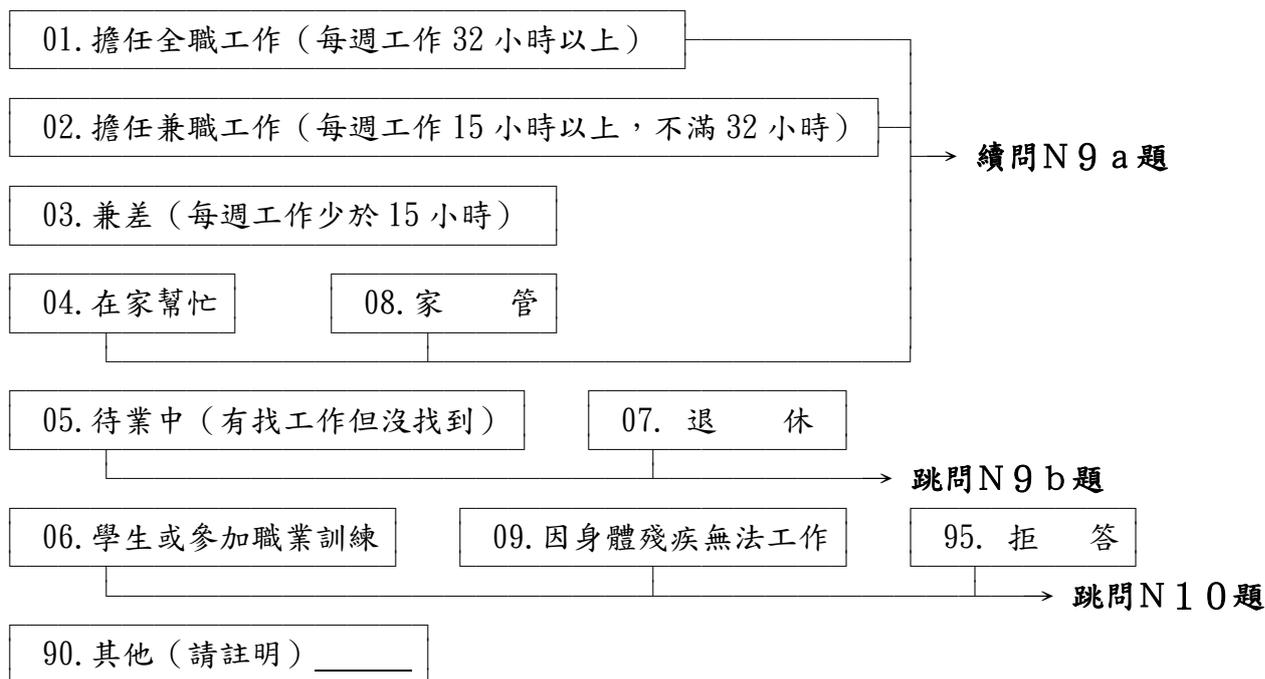 01.擔任全職工作（每週工作 32 小時以上）
02.擔任兼職工作（每週工作 15 小時以上，不滿 32 小時）
續問Ｎ９ａ題
03.兼差（每週工作少於 15 小時）
04.在家幫忙 08.家　　管
05.待業中（有找工作但沒找到） 07. 退　　休
跳問Ｎ９ｂ題
06.學生或參加職業訓練 09.因身體殘疾無法工作 95. 拒　　答
跳問Ｎ１０題
90.其他（請註明）______